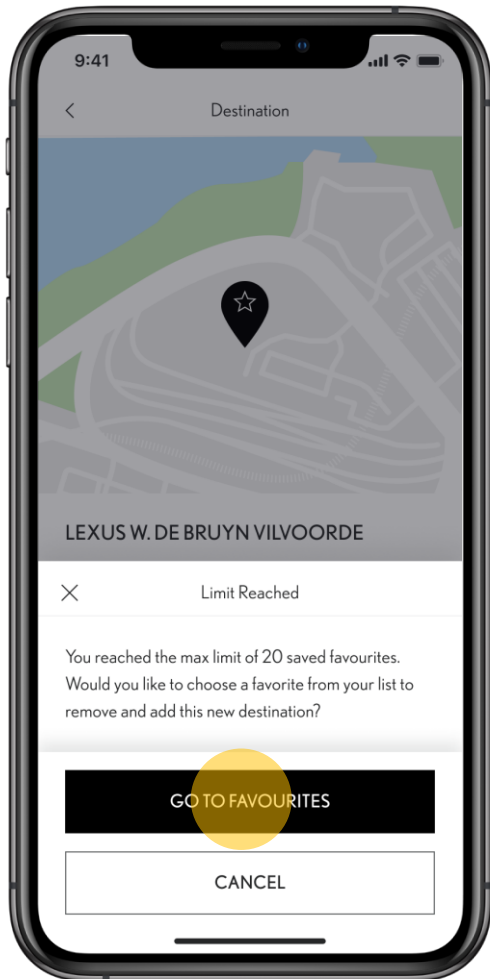 9:41
Destination
LEXUS W. DE BRUYN VILVOORDE
Limit Reached
You reached the max limit of 20 saved favourites.
Would you like to choose a favorite from your list to
remove and add this new destination?
GO TO FAVOURITES
CANCEL